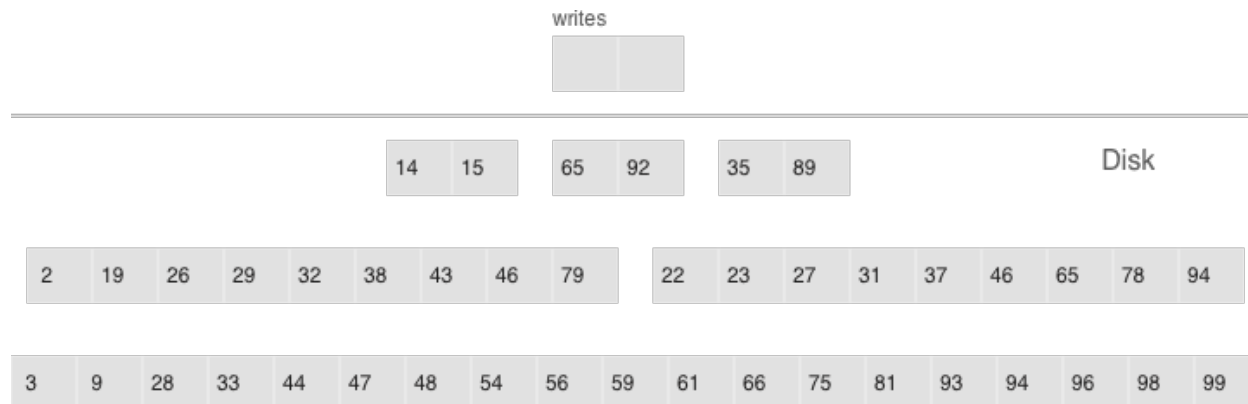 writes
14 15 65 92 35 89 Disk
2 19 26 29 32 38 43 46 79 22 23 27 31 37 46 65 78 94
3 9 28 33 44 47 48 54 56 59 61 66 75 81 93 94 96 98 99